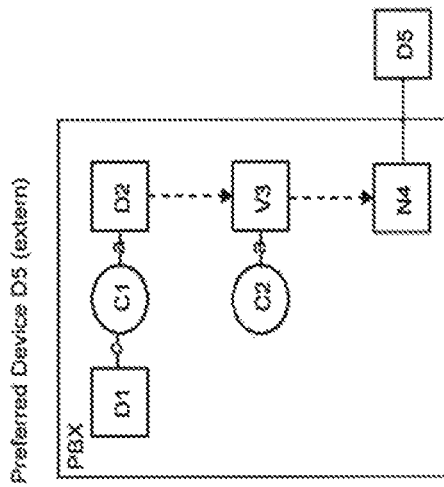 Preferred Device D5 (extern)
PBX
D1
C1
a
D2
C2
a
V3
N4
D5